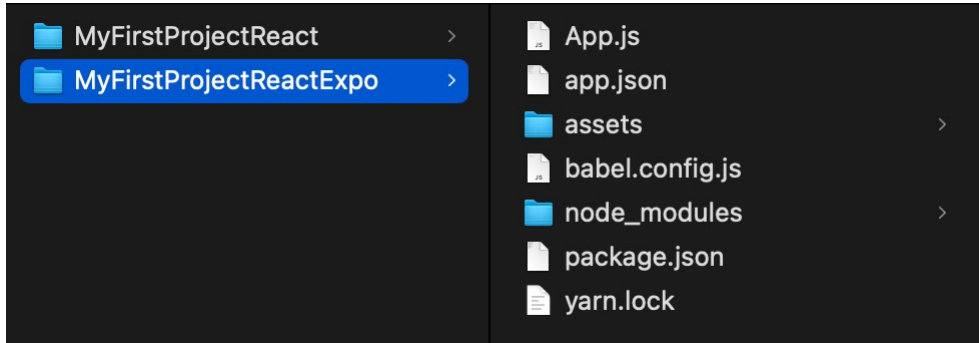 MyFirstProjectReact
MyFirstProjectReactExpo
App.js
app.json
assets
babel.config.js
node_modules
package.json
yarn.lock